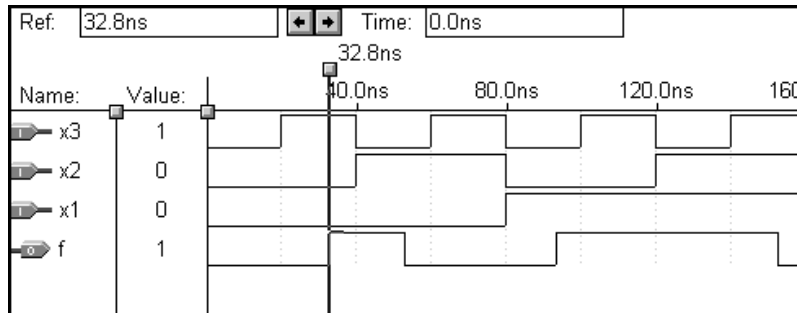 Ref: 32.8ns Time: 0.0ns
32.8ns
Name: Value: 40.0ns 80.0ns 120.0ns 160
I x3 1
I x2 0
I x1 0
O f 1